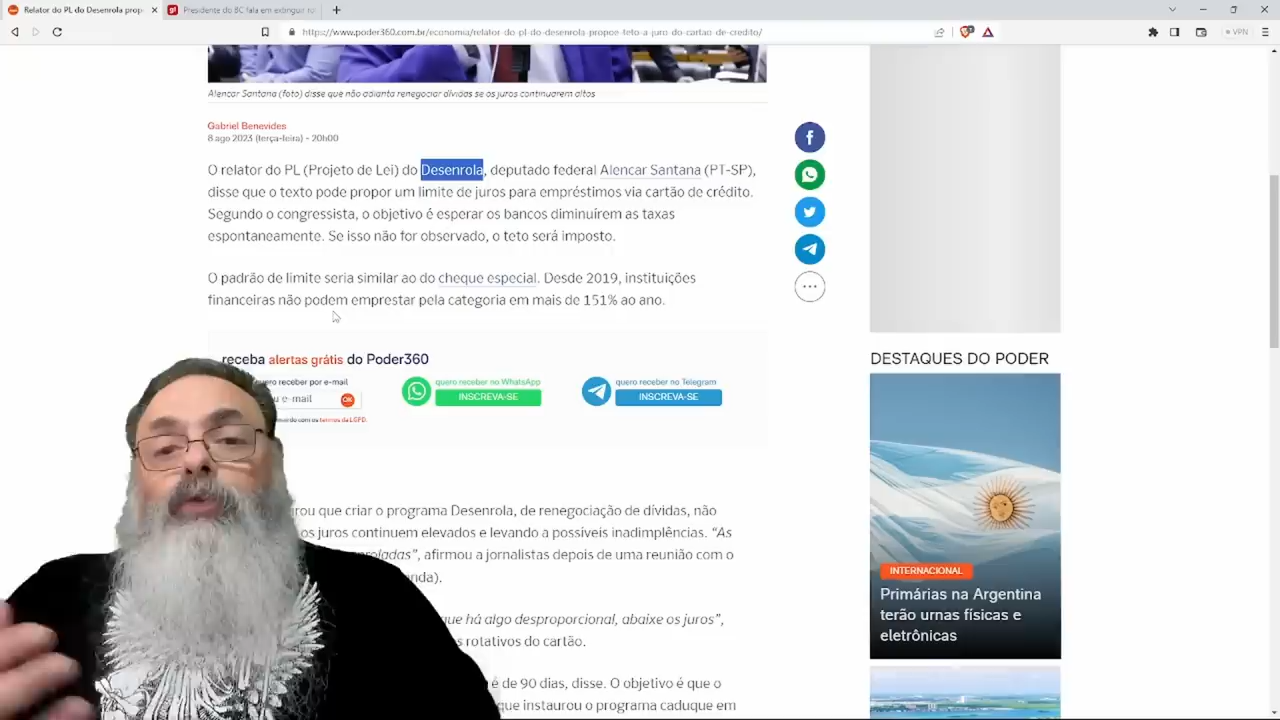 Relator do PL do Desenrola prop
Presidente do BC fala em extinguir ro
https://www.poder360.com.br/economia/relator-do-pl-do-desenrola-propoe-teto-a-juro-do-cartao-de-credito/
VPN
Alencar Santana (foto) disse que não adianta renegociar dívidas se os juros continuarem altos
Gabriel Benevides
8 ago 2023 (terça-feira) - 20h00
O relator do PL (Projeto de Lei) do Desenrola, deputado federal Alencar Santana (PT-SP),
disse que o texto pode propor um limite de juros para empréstimos via cartão de crédito.
Segundo o congressista, o objetivo é esperar os bancos diminuírem as taxas
espontaneamente. Se isso não for observado, o teto será imposto.
O padrão de limite seria similar ao do cheque especial. Desde 2019, instituições
financeiras não podem emprestar pela categoria em mais de 151% ao ano.
receba alertas grátis do Poder360
quero receber por e-mail
e-mail
OK
com os termos da LGPD.
quero receber no WhatsApp
INSCREVA-SE
quero receber no Telegram
INSCREVA-SE
que criar o programa Desenrola, de renegociação de dívidas, não
os juros continuem elevados e levando a possíveis inadimplências. “As
”, afirmou a jornalistas depois de uma reunião com o
há algo desproporcional, abaixe os juros”,
rotativos do cartão.
é de 90 dias, disse. O objetivo é que o
que instaurou o programa caduque em
DESTAQUES DO PODER
INTERNACIONAL
Primárias na Argentina
terão urnas físicas e
eletrônicas